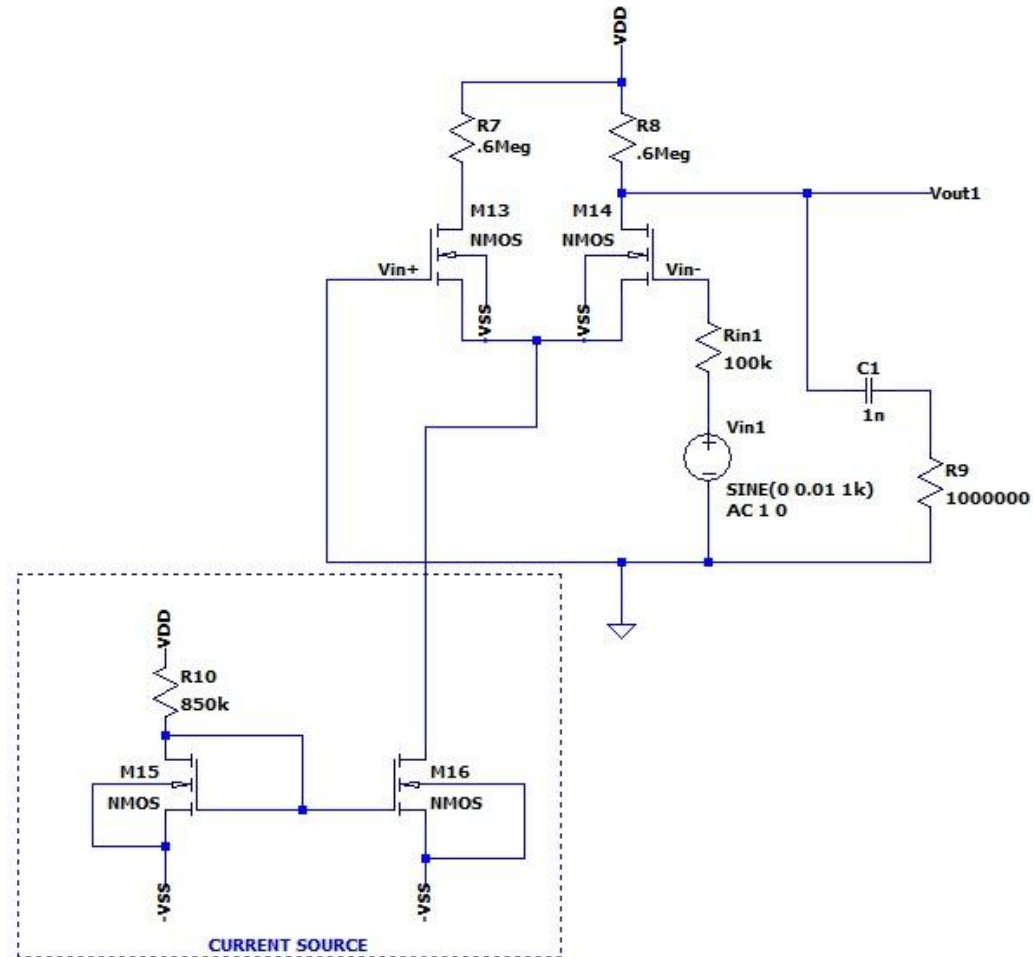 VDD
R7
.6Meg
R8
.6Meg
Vout1
M13
NMOS
M14
NMOS
Vin+
Vin-
-VSS
-VSS
Rin1
100k
C1
1n
Vin1
R9
1000000
SINE(0 0.01 1k)
AC 1 0
VDD
R10
850k
M15
NMOS
M16
NMOS
-VSS
-VSS
CURRENT SOURCE